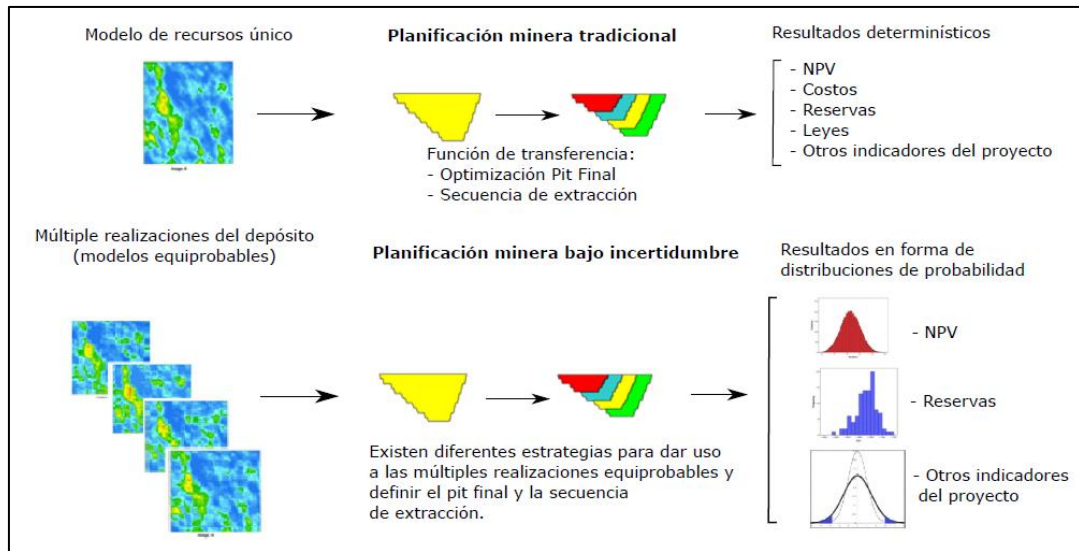 Modelo de recursos único
Planificación minera tradicional
Resultados determinísticos
- NPV
- Costos
- Reservas
- Leyes
- Otros indicadores del proyecto
Función de transferencia:
- Optimización Pit Final
- Secuencia de extracción
Múltiple realizaciones del depósito
(modelos equiprobables)
Planificación minera bajo incertidumbre
Resultados en forma de
distribuciones de probabilidad
- NPV
- Reservas
- Otros indicadores
del proyecto
Existen diferentes estrategias para dar uso
a las múltiples realizaciones equiprobables y
definir el pit final y la secuencia
de extracción.